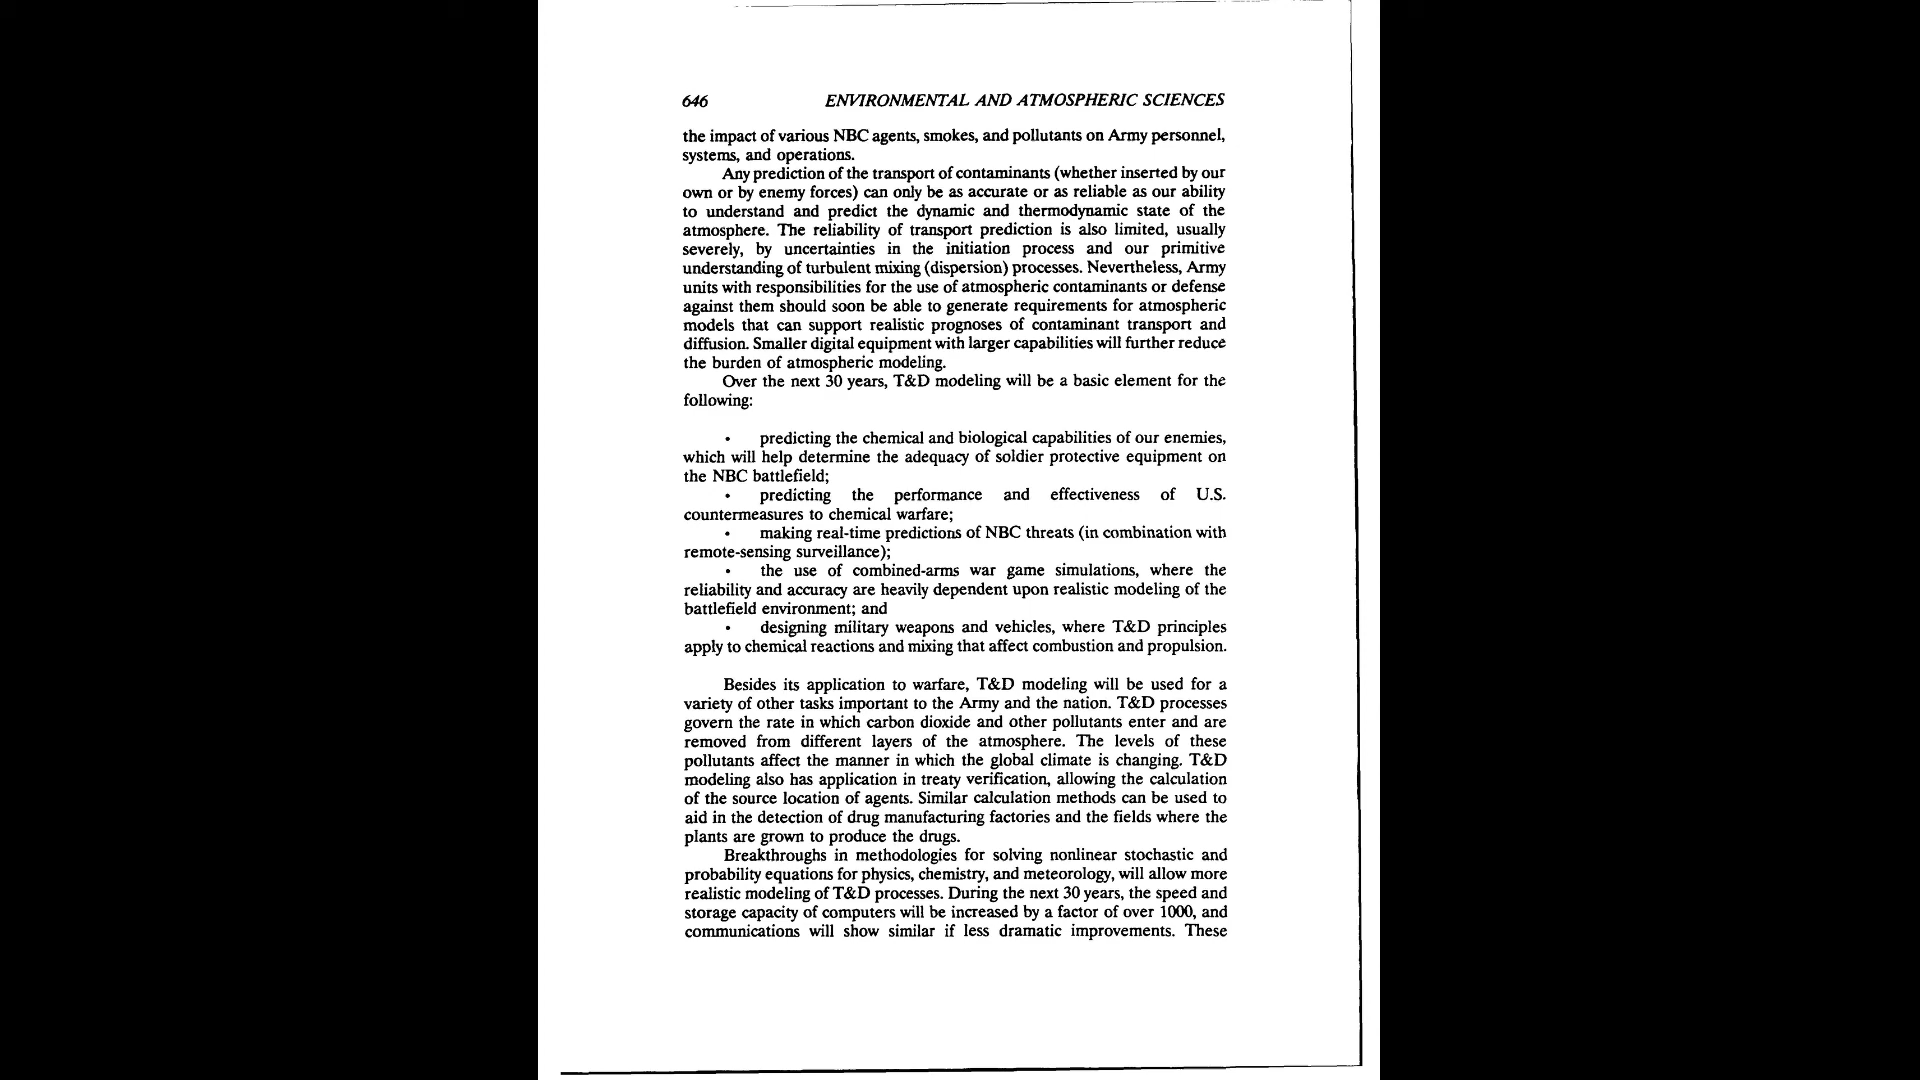 646 ENVIRONMENTAL AND ATMOSPHERIC SCIENCES
the impact of various NBC agents, smokes, and pollutants on Army personnel,
systems, and operations.
Any prediction of the transport of contaminants (whether inserted by our
own or by enemy forces) can only be as accurate or as reliable as our ability
to understand and predict the dynamic and thermodynamic state of the
atmosphere. The reliability of transport prediction is also limited, usually
severely, by uncertainties in the initiation process and our primitive
understanding of turbulent mixing (dispersion) processes. Nevertheless, Army
units with responsibilities for the use of atmospheric contaminants or defense
against them should soon be able to generate requirements for atmospheric
models that can support realistic prognoses of contaminant transport and
diffusion. Smaller digital equipment with larger capabilities will further reduce
the burden of atmospheric modeling.
Over the next 30 years, T&D modeling will be a basic element for the
following:
• predicting the chemical and biological capabilities of our enemies,
which will help determine the adequacy of soldier protective equipment on
the NBC battlefield;
• predicting the performance and effectiveness of U.S.
countermeasures to chemical warfare;
• making real-time predictions of NBC threats (in combination with
remote-sensing surveillance);
• the use of combined-arms war game simulations, where the
reliability and accuracy are heavily dependent upon realistic modeling of the
battlefield environment; and
• designing military weapons and vehicles, where T&D principles
apply to chemical reactions and mixing that affect combustion and propulsion.
Besides its application to warfare, T&D modeling will be used for a
variety of other tasks important to the Army and the nation. T&D processes
govern the rate in which carbon dioxide and other pollutants enter and are
removed from different layers of the atmosphere. The levels of these
pollutants affect the manner in which the global climate is changing. T&D
modeling also has application in treaty verification, allowing the calculation
of the source location of agents. Similar calculation methods can be used to
aid in the detection of drug manufacturing factories and the fields where the
plants are grown to produce the drugs.
Breakthroughs in methodologies for solving nonlinear stochastic and
probability equations for physics, chemistry, and meteorology, will allow more
realistic modeling of T&D processes. During the next 30 years, the speed and
storage capacity of computers will be increased by a factor of over 1000, and
communications will show similar if less dramatic improvements. These